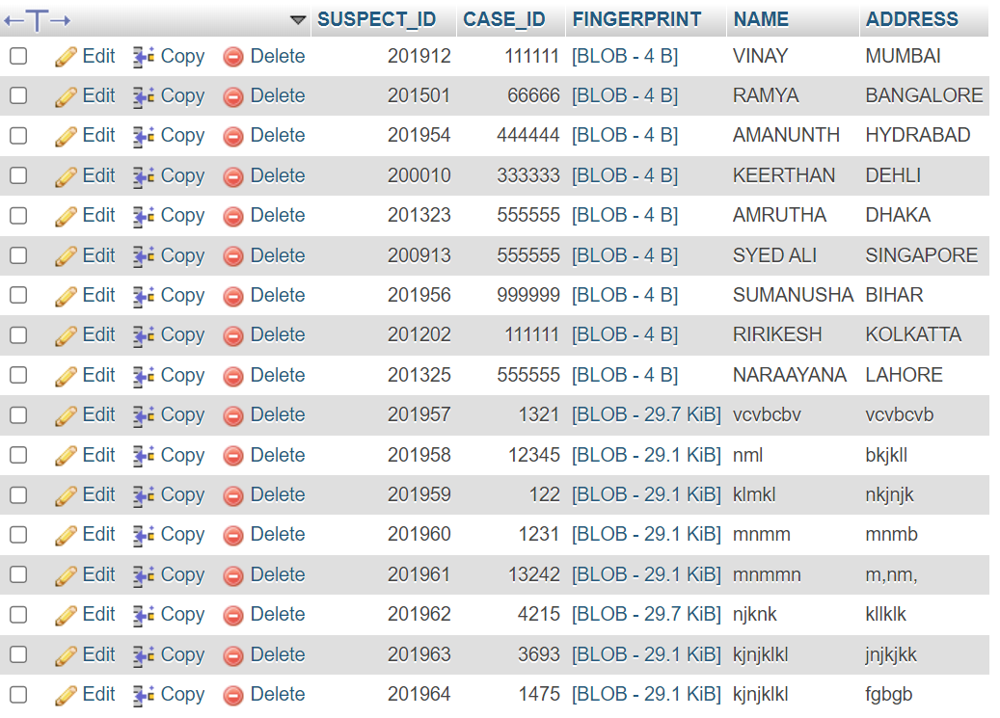 SUSPECT_ID CASE_ID FINGERPRINT NAME ADDRESS
Edit Copy Delete 201912 111111 [BLOB - 4 B] VINAY MUMBAI
Edit Copy Delete 201501 66666 [BLOB - 4 B] RAMYA BANGALORE
Edit Copy Delete 201954 444444 [BLOB - 4 B] AMANUNTH HYDRABAD
Edit Copy Delete 200010 333333 [BLOB - 4 B] KEERTHAN DEHLI
Edit Copy Delete 201323 555555 [BLOB - 4 B] AMRUTHA DHAKA
Edit Copy Delete 200913 555555 [BLOB - 4 B] SYED ALI SINGAPORE
Edit Copy Delete 201956 999999 [BLOB - 4 B] SUMANUSHA BIHAR
Edit Copy Delete 201202 111111 [BLOB - 4 B] RIRIKESH KOLKATTA
Edit Copy Delete 201325 555555 [BLOB - 4 B] NARAAYANA LAHORE
Edit Copy Delete 201957 1321 [BLOB - 29.7 KiB] vcvbcbv vcvbcvb
Edit Copy Delete 201958 12345 [BLOB - 29.1 KiB] nml bkjkll
Edit Copy Delete 201959 122 [BLOB - 29.1 KiB] klmkl nkjnjk
Edit Copy Delete 201960 1231 [BLOB - 29.1 KiB] mnmm mnmb
Edit Copy Delete 201961 13242 [BLOB - 29.1 KiB] mnmmn m,nm,
Edit Copy Delete 201962 4215 [BLOB - 29.7 KiB] njknk kllklk
Edit Copy Delete 201963 3693 [BLOB - 29.1 KiB] kjnjklkl jnjkjkk
Edit Copy Delete 201964 1475 [BLOB - 29.1 KiB] kjnjklkl fgbgb